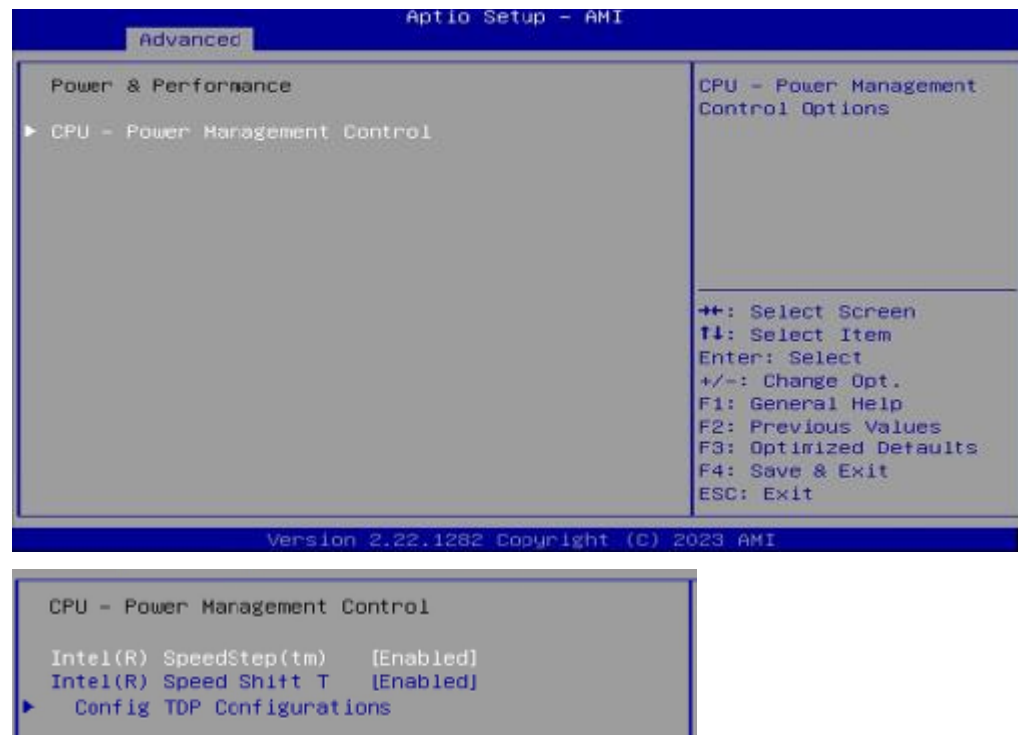 Aptio Setup – AMI
Advanced
Power & Performance
▶ CPU – Power Management Control
CPU – Power Management
Control Options
→←: Select Screen
↑↓: Select Item
Enter: Select
+/-: Change Opt.
F1: General Help
F2: Previous Values
F3: Optimized Defaults
F4: Save & Exit
ESC: Exit
Version 2.22.1282 Copyright (C) 2023 AMI
CPU – Power Management Control
Intel(R) SpeedStep(tm) [Enabled]
Intel(R) Speed Shift T [Enabled]
▶ Config TDP Configurations